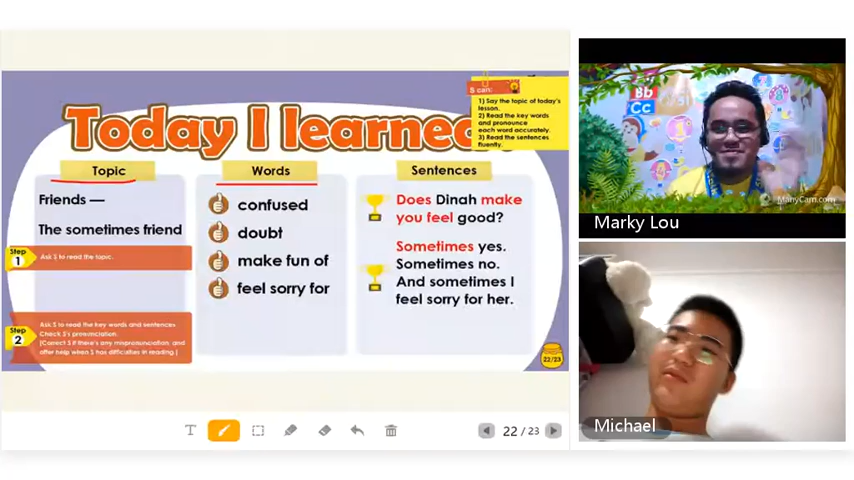 Today I learned
S can:
1) Say the topic of today's
lesson.
2) Read the key words
and pronounce
each word accurately.
3) Read the sentences
fluently.
Topic
Friends —
The sometimes friend
Step
1
Ask S to read the topic.
Step
2
Ask S to read the key words and sentences.
Check S's pronunciation.
(Correct S if there's any mispronunciation and
offer help when S has difficulties in reading.)
Words
confused
doubt
make fun of
feel sorry for
Sentences
Does Dinah make
you feel good?
Sometimes yes.
Sometimes no.
And sometimes I
feel sorry for her.
22/23
T
22 / 23
Bb
Cc
ManyCam.com
Marky Lou
Michael